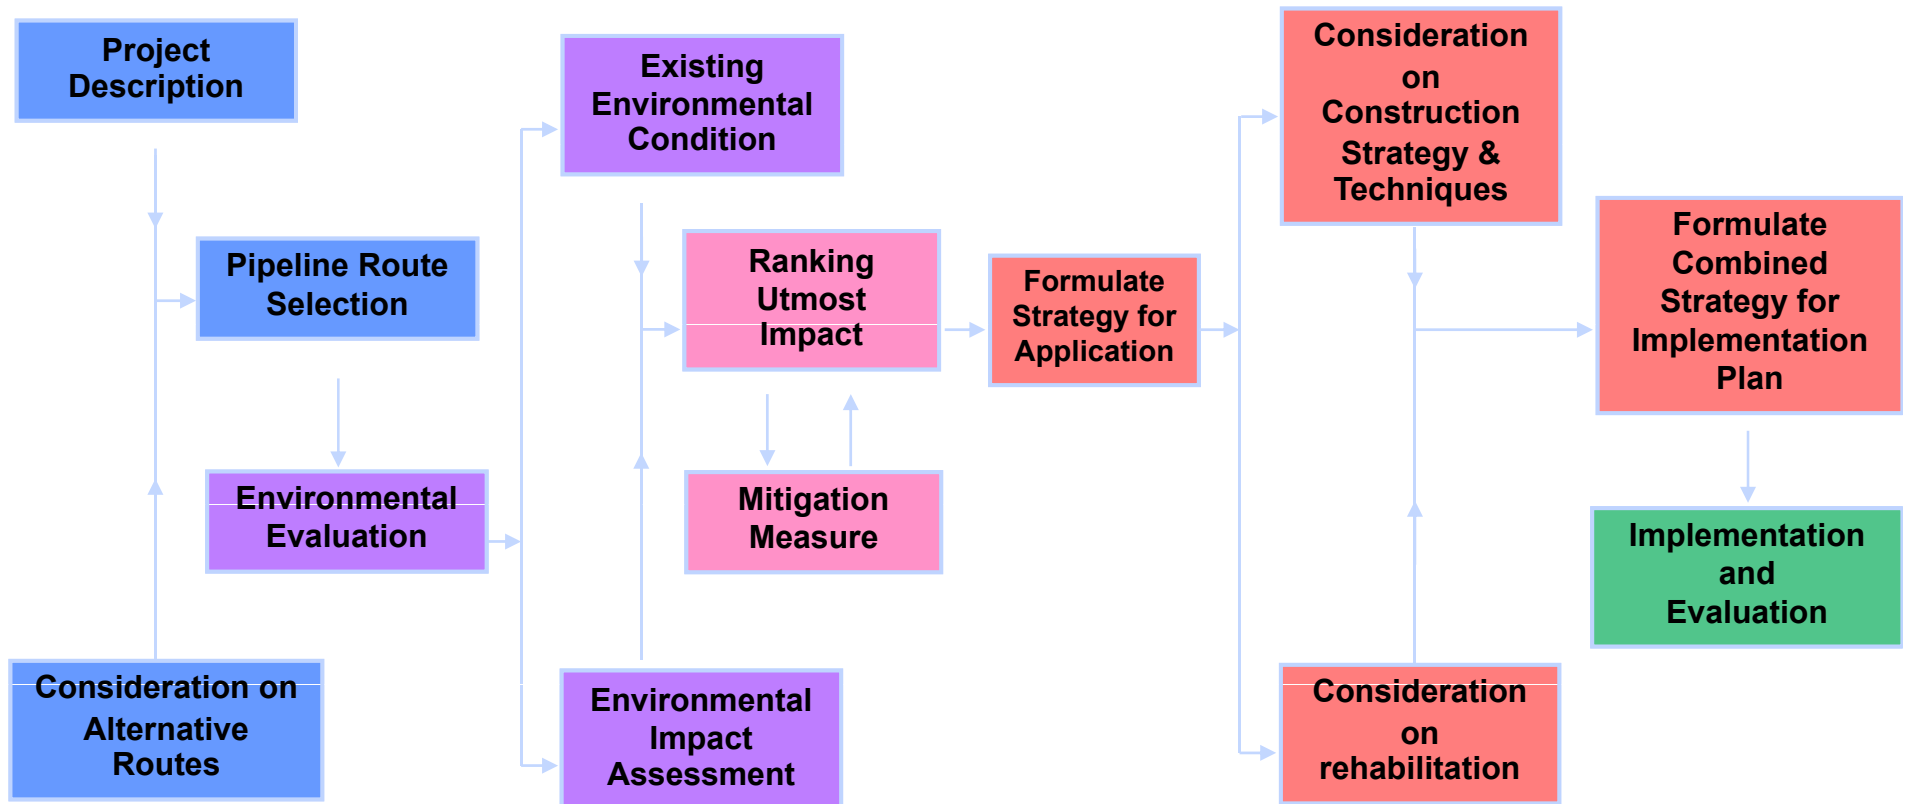 Project
Description
Pipeline Route
Selection
Consideration on
Alternative
Routes
Environmental
Evaluation
Existing
Environmental
Condition
Environmental
Impact
Assessment
Ranking
Utmost
Impact
Mitigation
Measure
Formulate
Strategy for
Application
Consideration
on
Construction
Strategy &
Techniques
Consideration
on
rehabilitation
Formulate
Combined
Strategy for
Implementation
Plan
Implementation
and
Evaluation